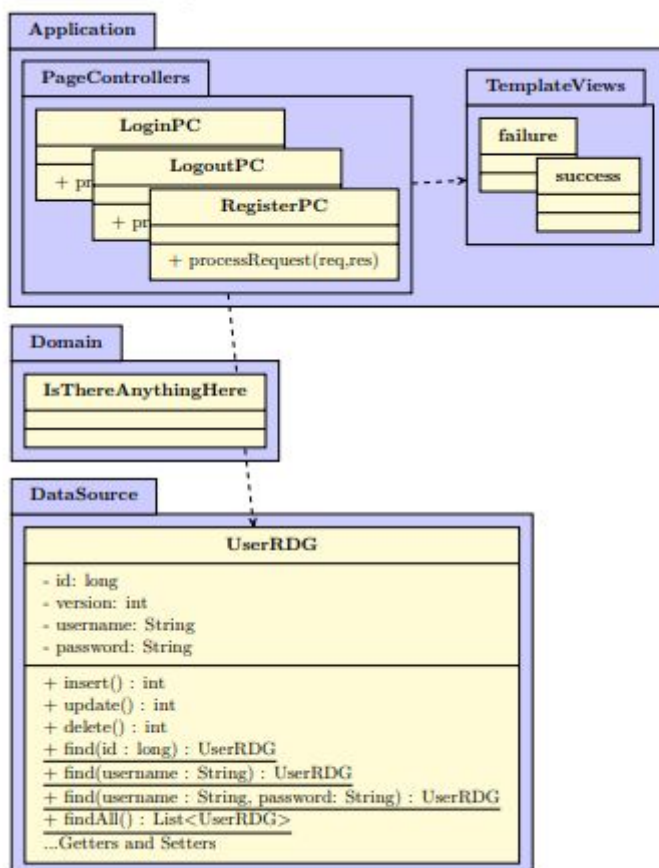 Application
PageControllers
TemplateViews
LoginPC
failure
+ pr
LogoutPC
success
+ pr
RegisterPC
+ processRequest(req,res)
Domain
IsThereAnythingHere
DataSource
UserRDG
- id: long
- version: int
- username: String
- password: String
+ insert() : int
+ update() : int
+ delete() : int
+ find(id : long) : UserRDG
+ find(username : String) : UserRDG
+ find(username : String, password: String) : UserRDG
+ findAll() : List<UserRDG>
...Getters and Setters